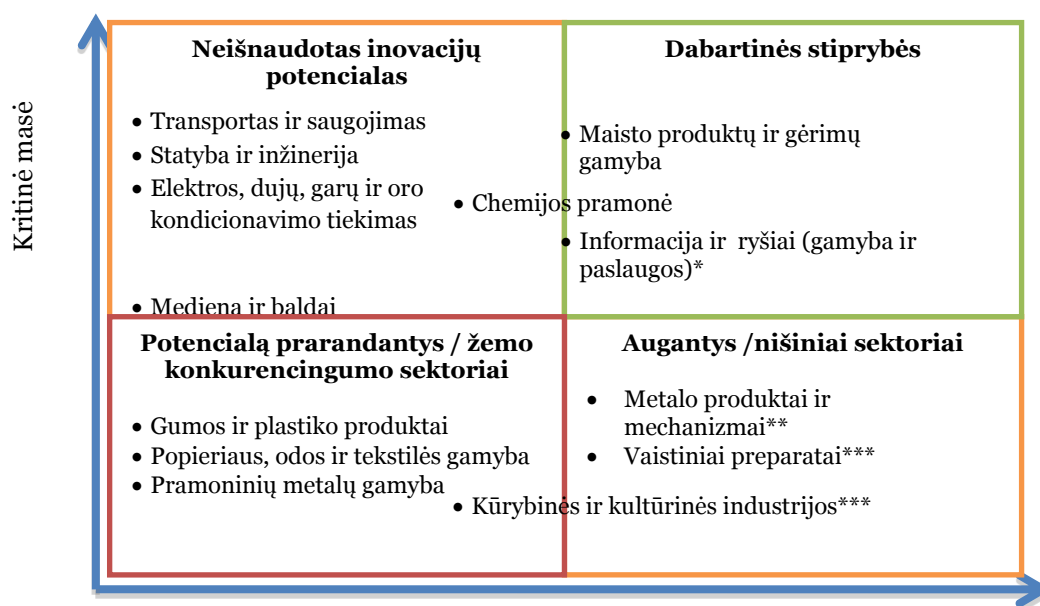 Kritinė masė
Neišnaudotas inovacijų
potencialas
• Transportas ir saugojimas
• Statyba ir inžinerija
• Elektros, dujų, garų ir oro
kondicionavimo tiekimas
• Mediena ir baldai
Dabartinės stiprybės
• Maisto produktų ir gėrimų
gamyba
• Chemijos pramonė
• Informacija ir ryšiai (gamyba ir
paslaugos)*
Potencialą prarandantys / žemo
konkurencingumo sektoriai
• Gumos ir plastiko produktai
• Popieriaus, odos ir tekstilės gamyba
• Pramoninių metalų gamyba
Augantys /nišiniai sektoriai
• Metalo produktai ir
mechanizmai**
• Vaistiniai preparatai***
• Kūrybinės ir kultūrinės industrijos***